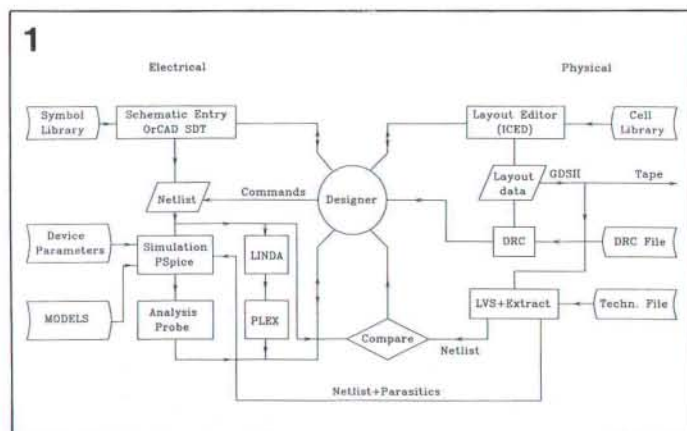 1
Electrical
Physical
Symbol
Library
Schematic Entry
OrCAD SDT
Layout Editor
(ICED)
Cell
Library
Netlist
Commands
Designer
Layout
data
GDSII
Tape
Device
Parameters
Simulation
PSpice
LINDA
DRC
DRC File
MODELS
Analysis
Probe
PLEX
Compare
LVS+Extract
Techn. File
Netlist
Netlist+Parasitics